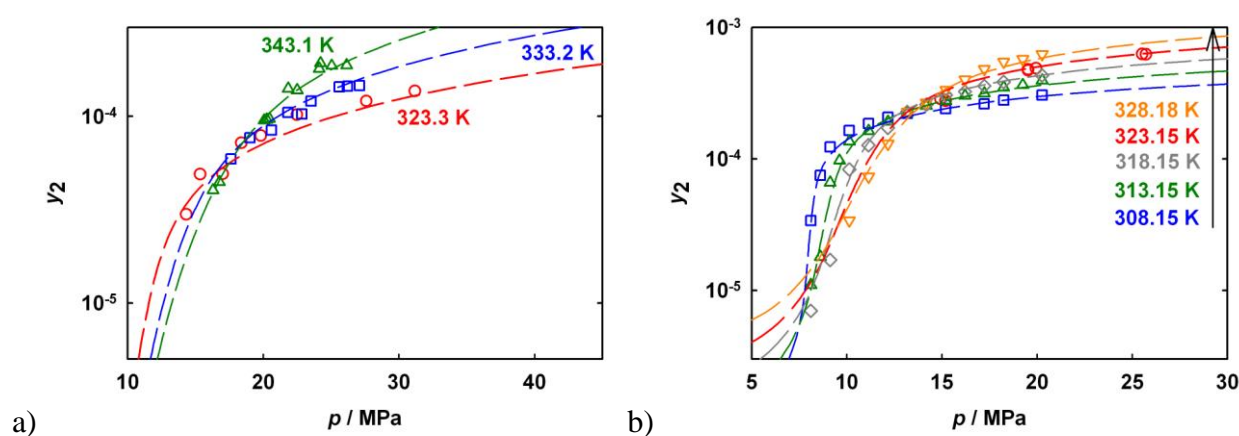 a)
y₂
10⁻⁴
10⁻⁵
343.1 K
333.2 K
323.3 K
10 20 30 40
p / MPa
b)
y₂
10⁻³
10⁻⁴
10⁻⁵
328.18 K
323.15 K
318.15 K
313.15 K
308.15 K
5 10 15 20 25 30
p / MPa